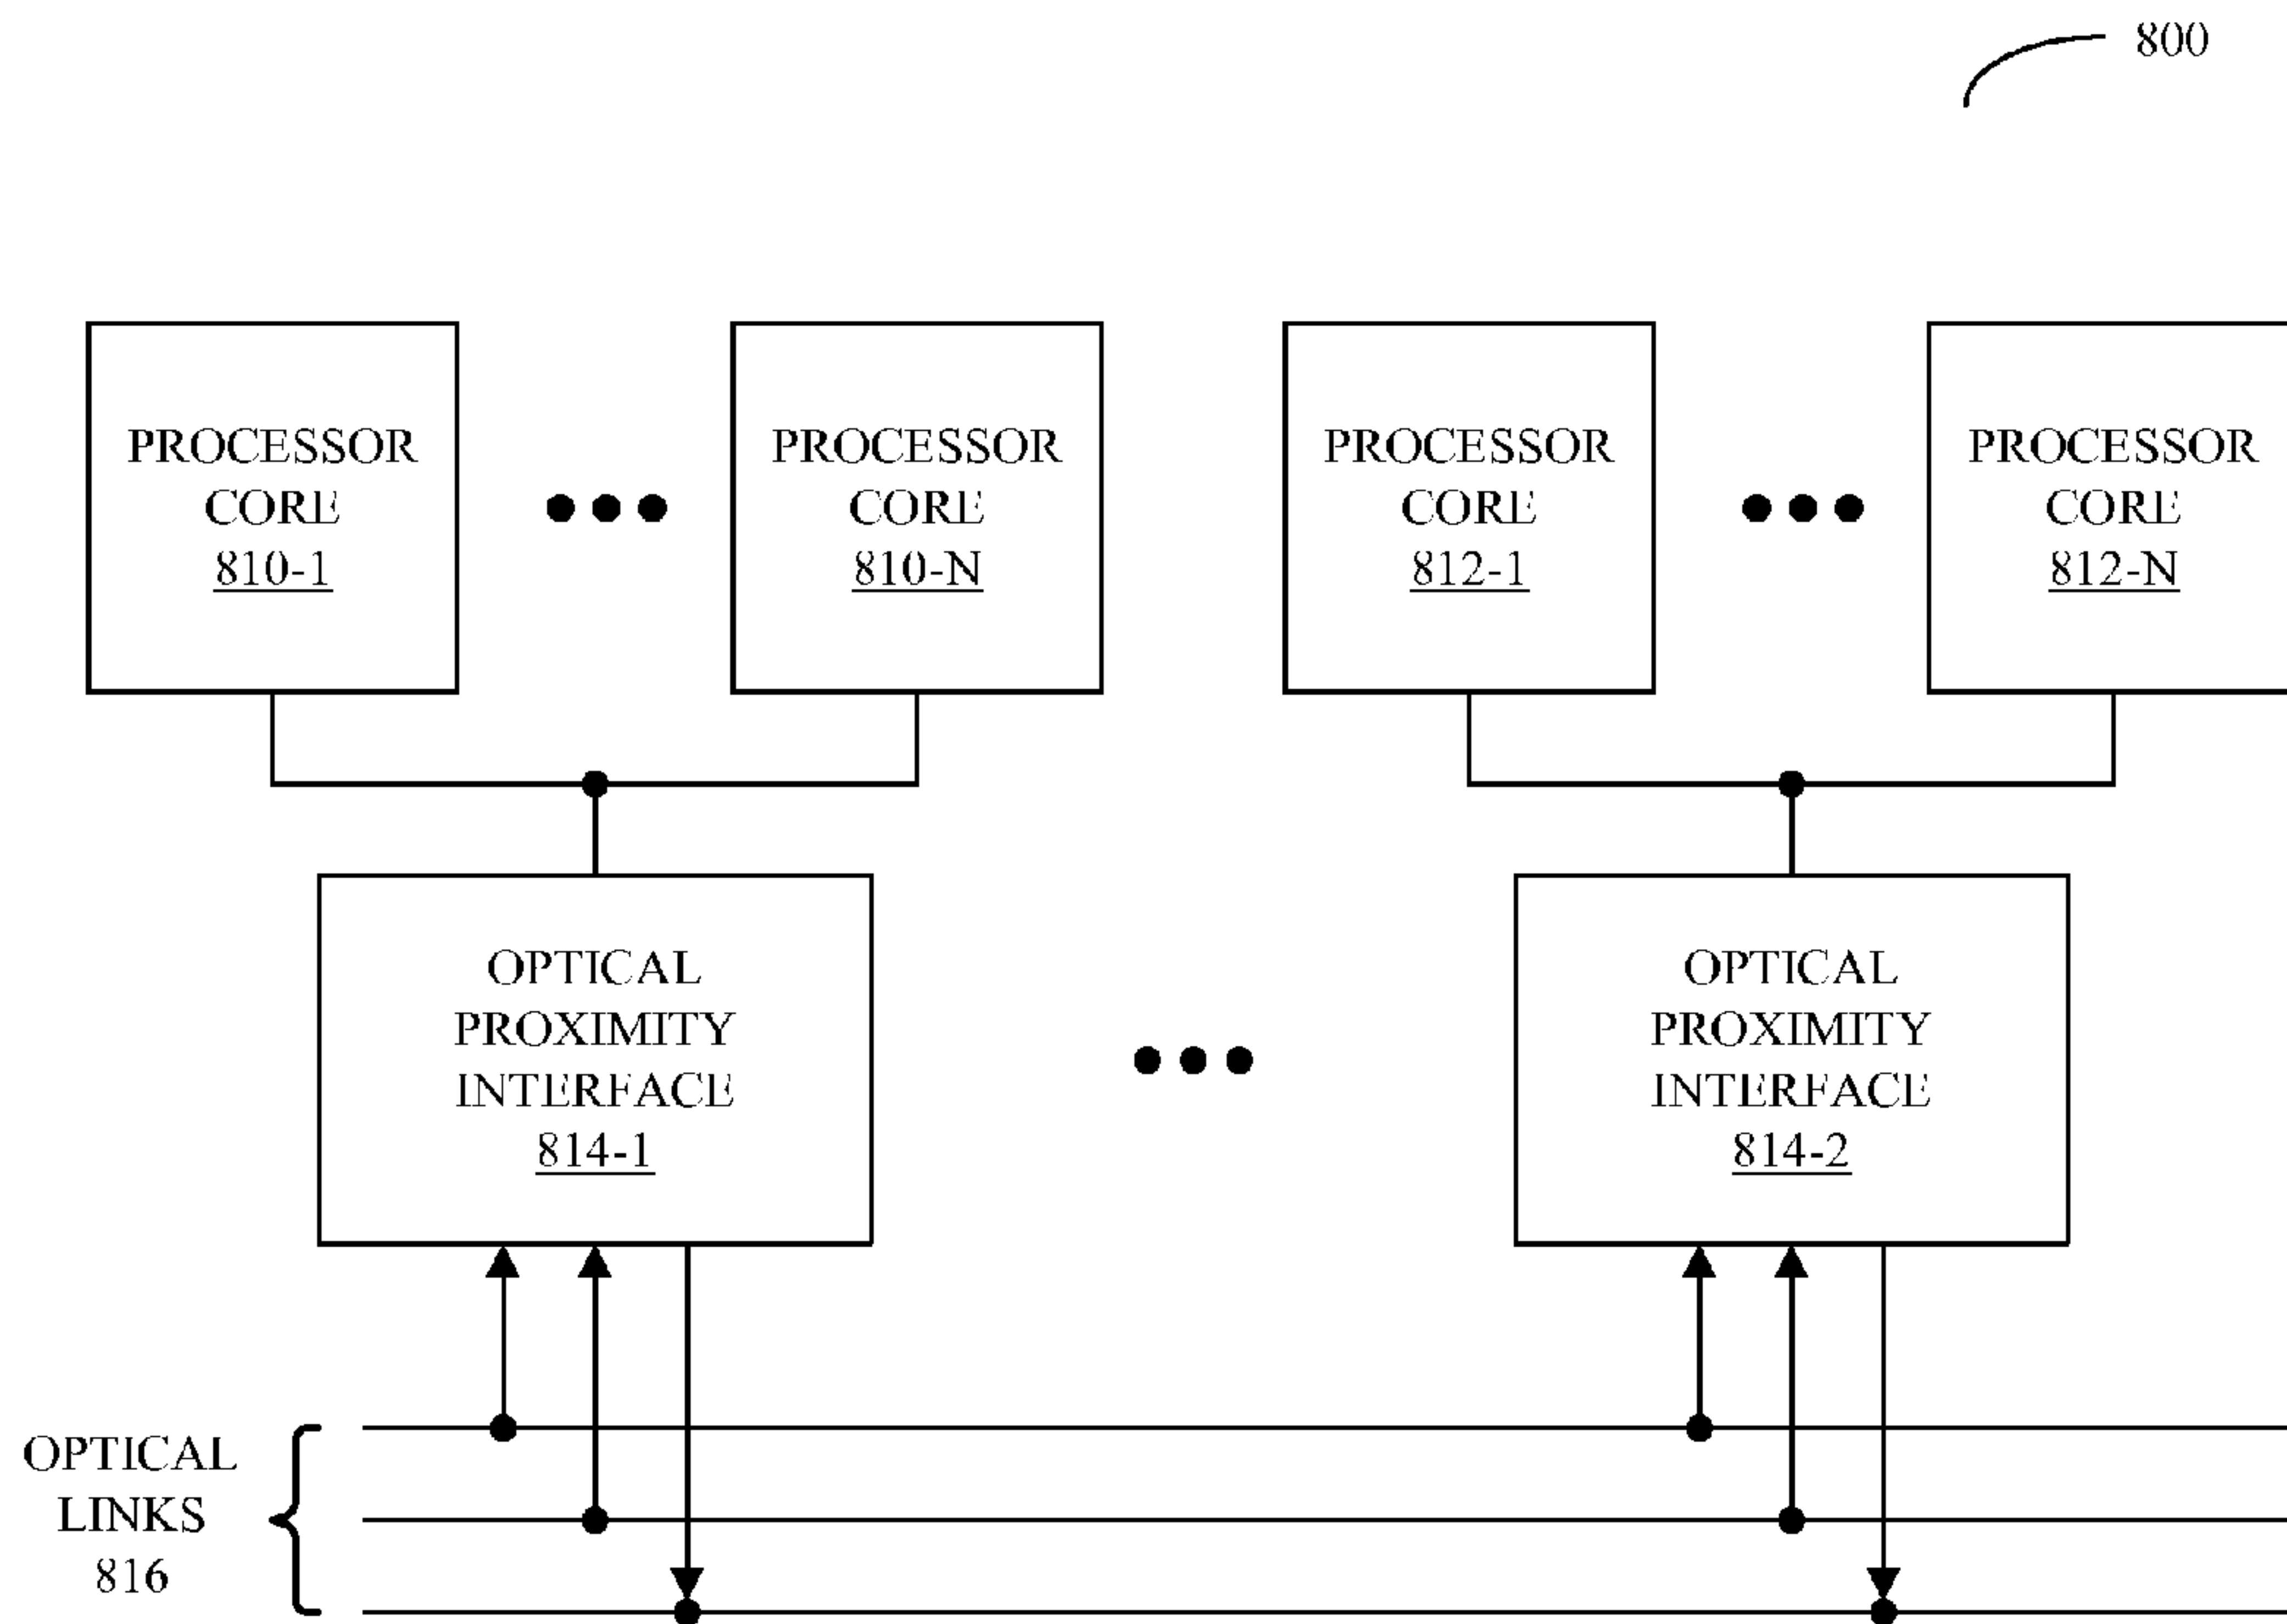 800
PROCESSOR
CORE
810-1
PROCESSOR
CORE
810-N
PROCESSOR
CORE
812-1
PROCESSOR
CORE
812-N
OPTICAL
PROXIMITY
INTERFACE
814-1
OPTICAL
PROXIMITY
INTERFACE
814-2
OPTICAL
LINKS
816